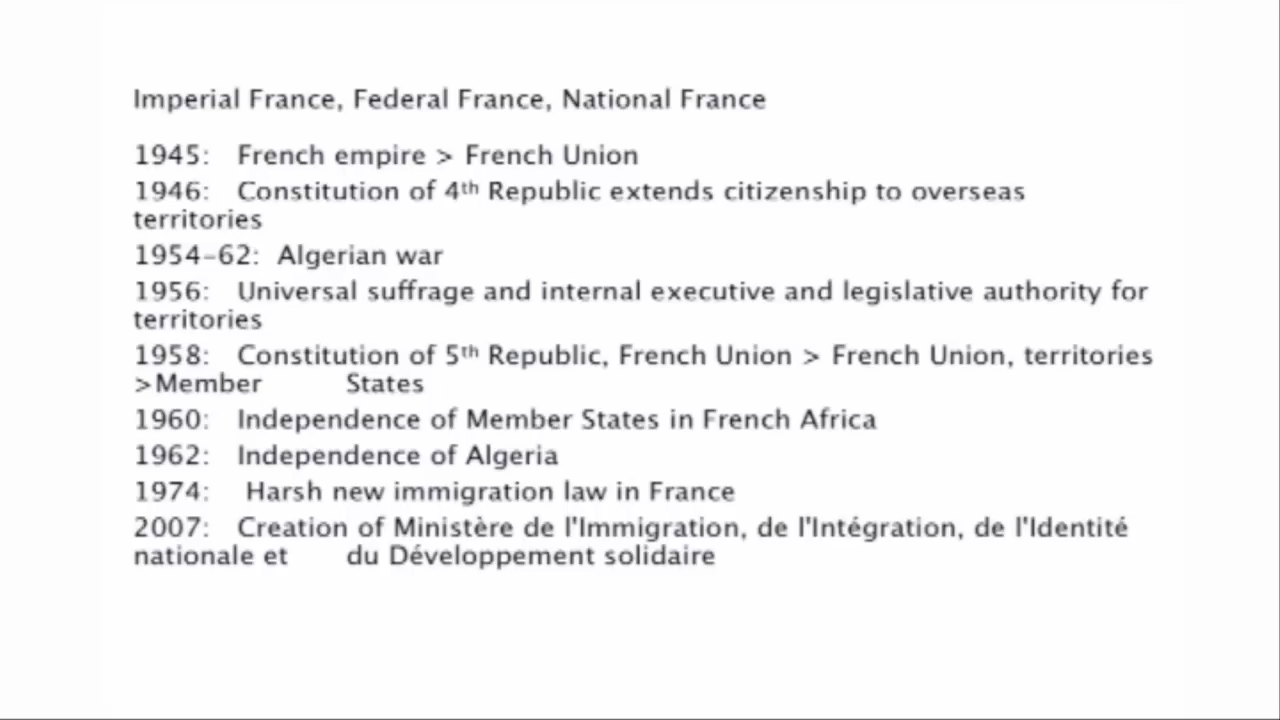 Imperial France, Federal France, National France
1945: French empire > French Union
1946: Constitution of 4th Republic extends citizenship to overseas
territories
1954-62: Algerian war
1956: Universal suffrage and internal executive and legislative authority for
territories
1958: Constitution of 5th Republic, French Union > French Union, territories
>Member States
1960: Independence of Member States in French Africa
1962: Independence of Algeria
1974: Harsh new immigration law in France
2007: Creation of Ministère de l'Immigration, de l'Intégration, de l'Identité
nationale et du Développement solidaire